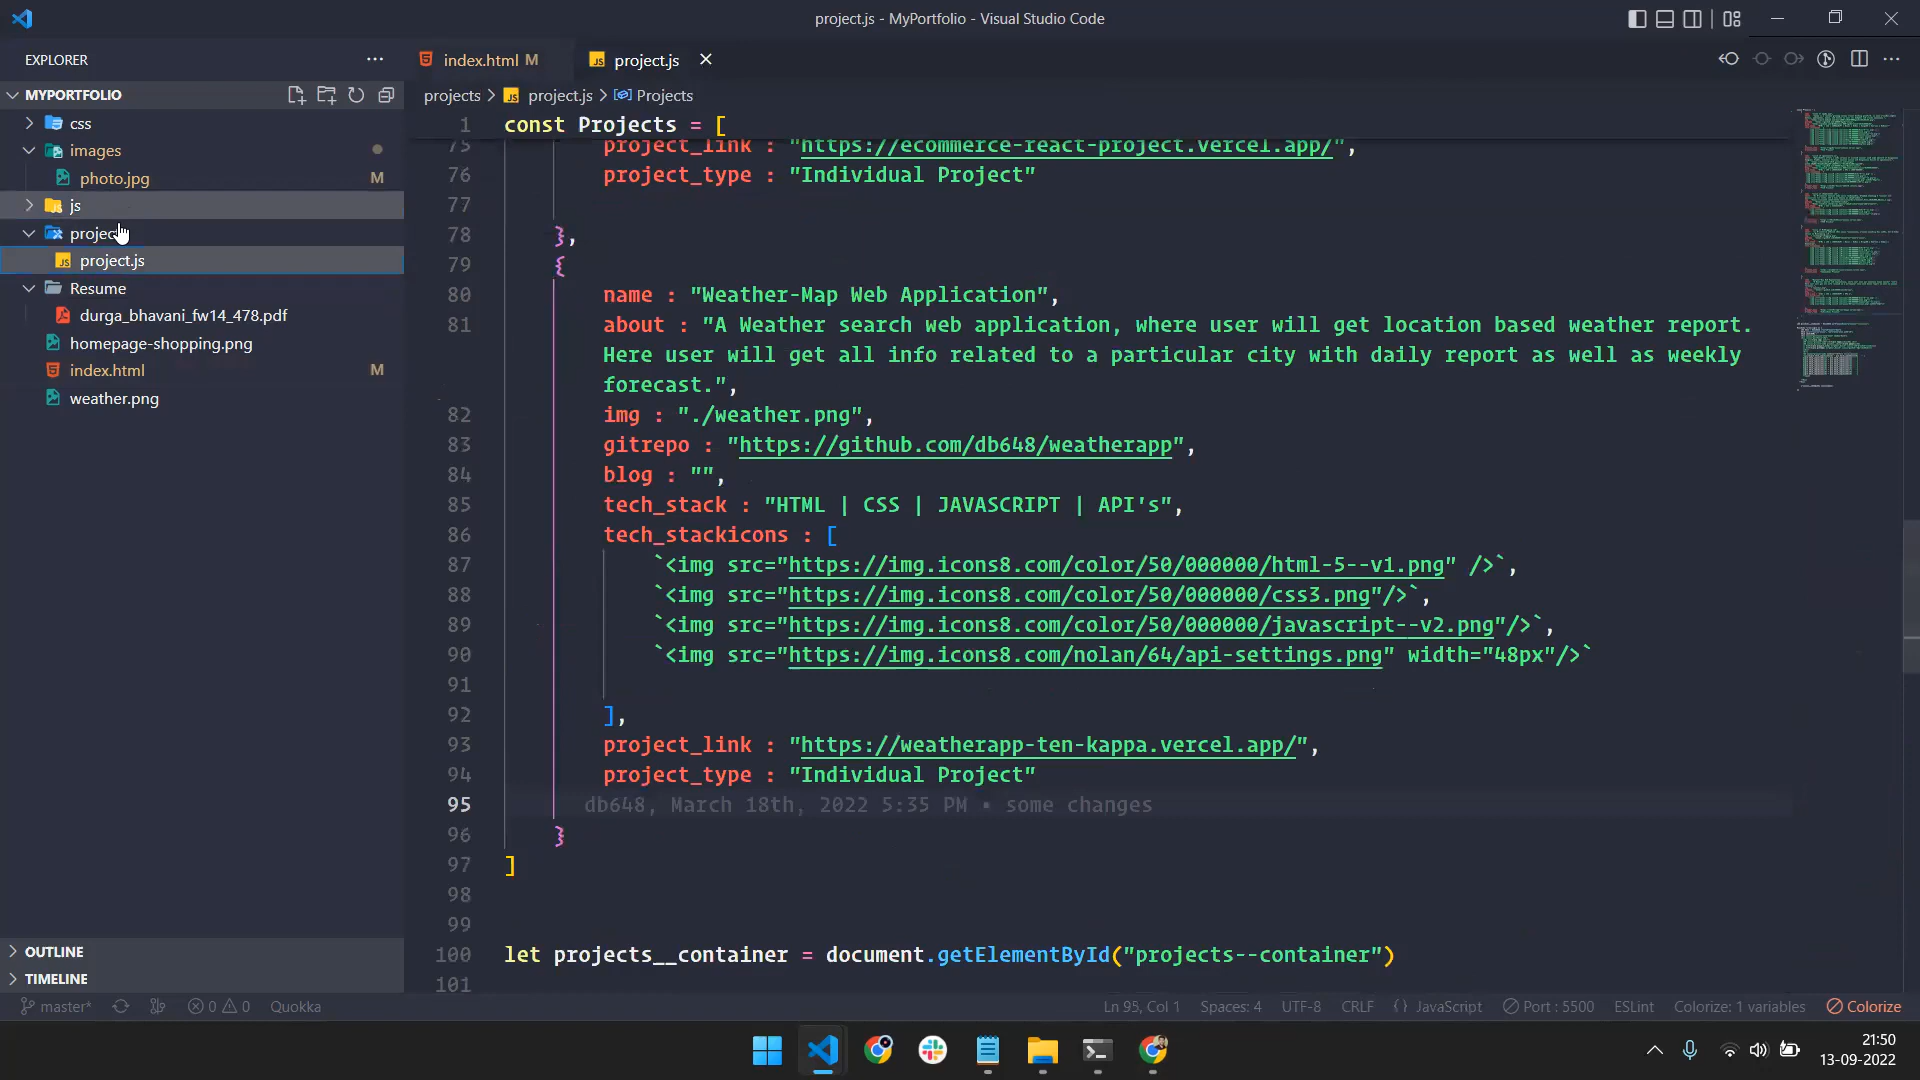 project.js - MyPortfolio - Visual Studio Code
EXPLORER
MYPORTFOLIO
css
images
photo.jpg M
js
project
project.js
Resume
durga_bhavani_fw14_478.pdf
homepage-shopping.png
index.html M
weather.png
OUTLINE
TIMELINE
index.html M
project.js
projects > project.js > Projects
1 const Projects = [
75 project_link : "https://ecommerce-react-project.vercel.app/",
76 project_type : "Individual Project"
77
78 },
79 {
80 name : "Weather-Map Web Application",
81 about : "A Weather search web application, where user will get location based weather report.
Here user will get all info related to a particular city with daily report as well as weekly
forecast.",
82 img : "./weather.png",
83 gitrepo : "https://github.com/db648/weatherapp",
84 blog : "",
85 tech_stack : "HTML | CSS | JAVASCRIPT | API's",
86 tech_stackicons : [
87 `<img src="https://img.icons8.com/color/50/000000/html-5--v1.png" />`,
88 `<img src="https://img.icons8.com/color/50/000000/css3.png"/>`,
89 `<img src="https://img.icons8.com/color/50/000000/javascript--v2.png"/>`,
90 `<img src="https://img.icons8.com/nolan/64/api-settings.png" width="48px"/>`
91
92 ],
93 project_link : "https://weatherapp-ten-kappa.vercel.app/",
94 project_type : "Individual Project"
95 db648, March 18th, 2022 5:35 PM • some changes
96 }
97 ]
98
99
100 let projects__container = document.getElementById("projects--container")
101
master* 0 0 Quokka Ln 95, Col 1 Spaces: 4 UTF-8 CRLF JavaScript Port : 5500 ESLint Colorize: 1 variables Colorize
21:50
13-09-2022